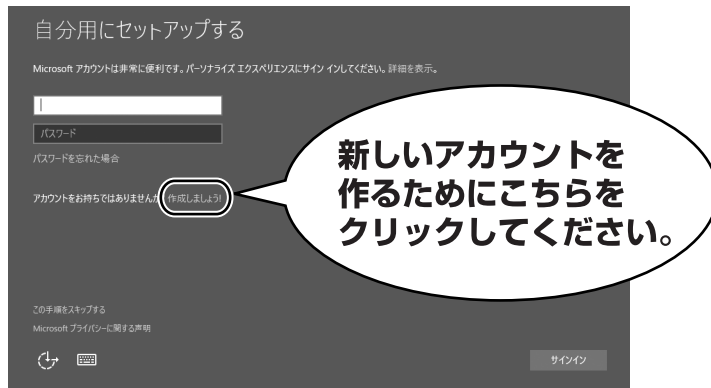 自分用にセットアップする
Microsoft アカウントは非常に便利です。パーソナライズ エクスペリエンスにサイン インしてください。詳細を表示。
パスワード
パスワードを忘れた場合
アカウントをお持ちではありませんか 作成しましょう!
新しいアカウントを
作るためにこちらを
クリックしてください。
この手順をスキップする
Microsoft プライバシーに関する声明
サインイン